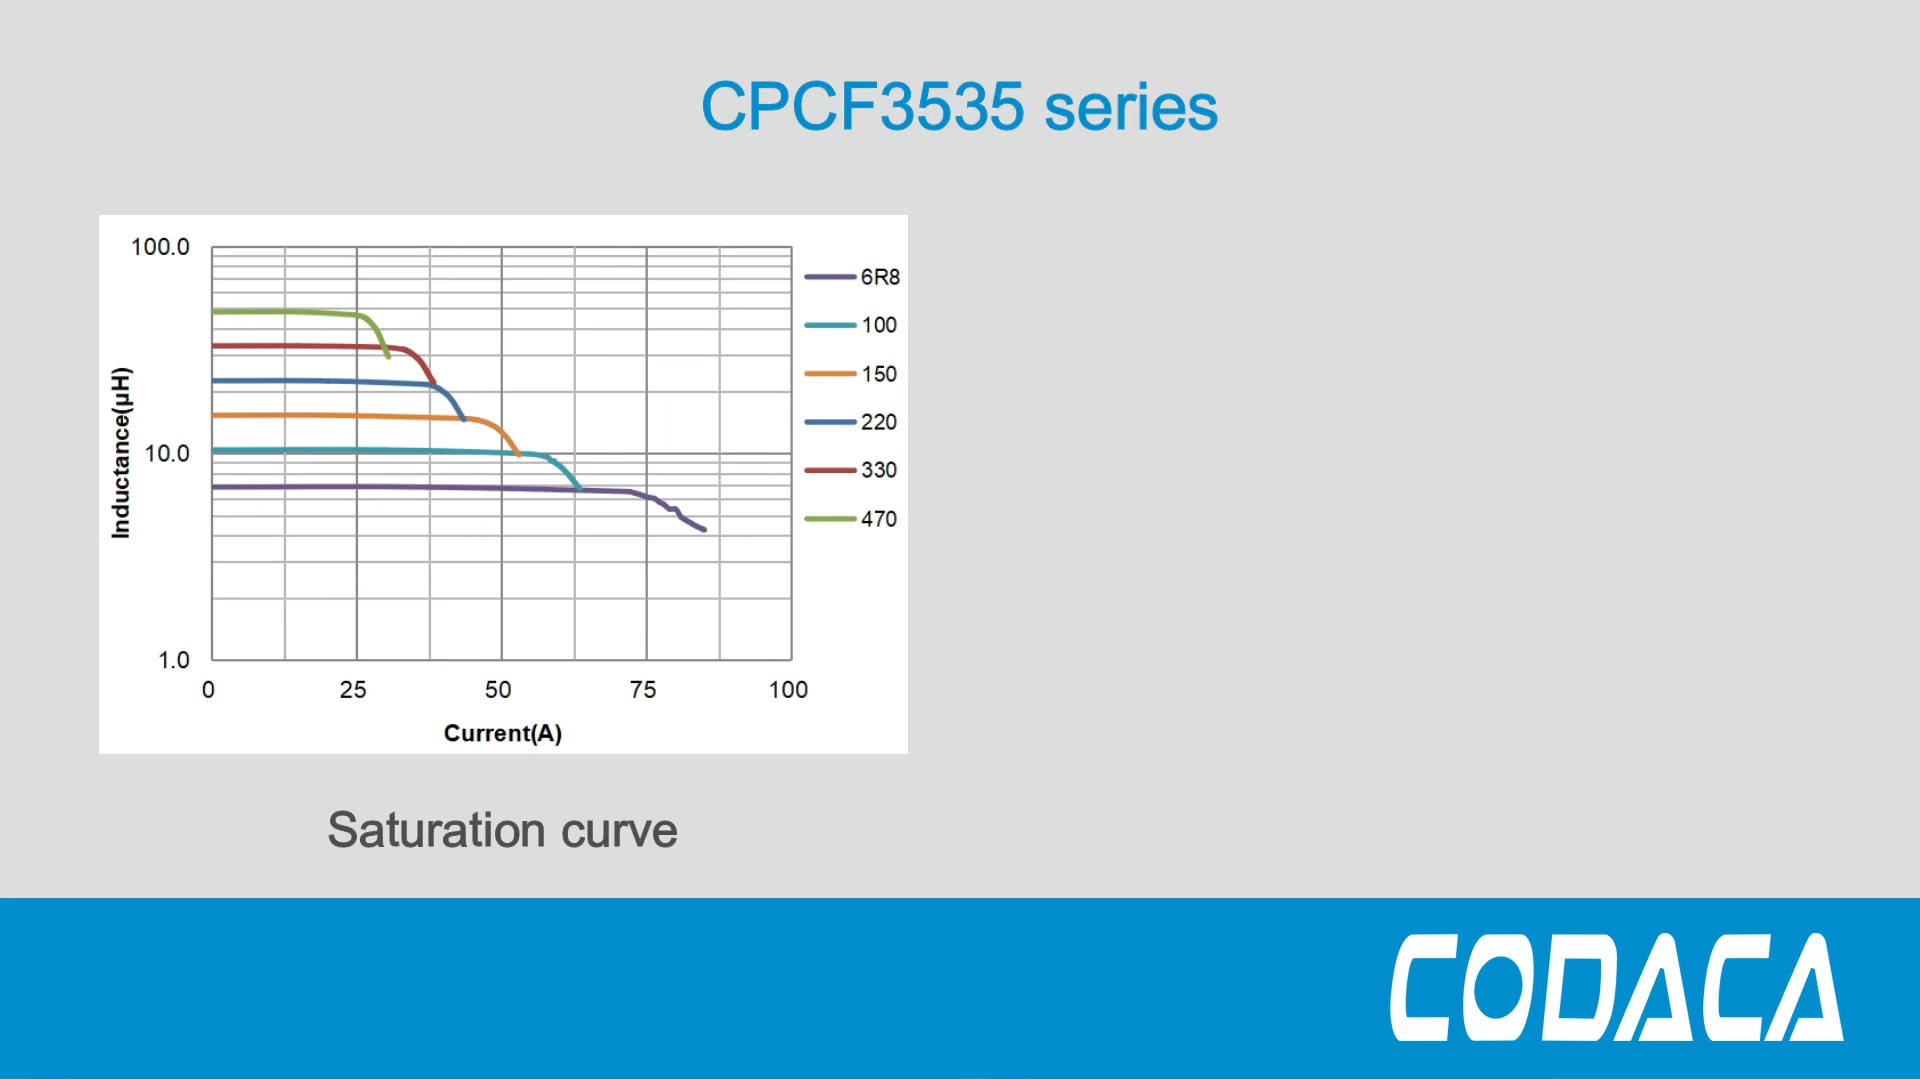 CPCF3535 series
100.0
10.0
1.0
Inductance(µH)
0 25 50 75 100
Current(A)
6R8
100
150
220
330
470
Saturation curve
CODACA